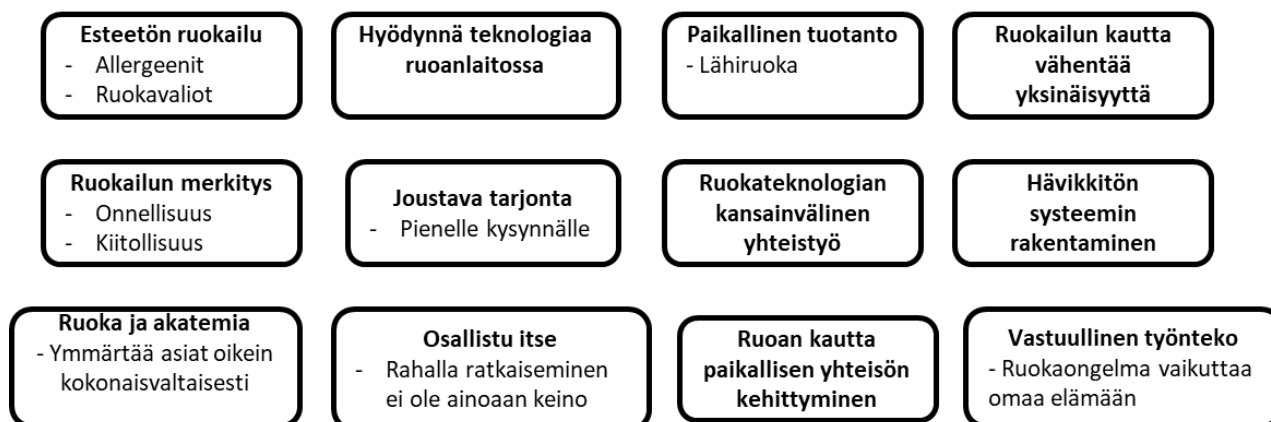 Esteetön ruokailu
- Allergeenit
- Ruokavaliot
Hyödynnä teknologiaa
ruoanlaitossa
Paikallinen tuotanto
- Lähiruoka
Ruokailun kautta
vähentää
yksinäisyyttä
Ruokailun merkitys
- Onnellisuus
- Kiitollisuus
Joustava tarjonta
- Pienelle kysynnälle
Ruokateknologian
kansainvälinen
yhteistyö
Hävikkitön
systeemin
rakentaminen
Ruoka ja akatemia
- Ymmärtää asiat oikein
kokonaisvaltaisesti
Osallistu itse
- Rahalla ratkaiseminen
ei ole ainoaan keino
Ruoan kautta
paikallisen yhteisön
kehittyminen
Vastuullinen työnteko
- Ruokaongelma vaikuttaa
omaa elämään